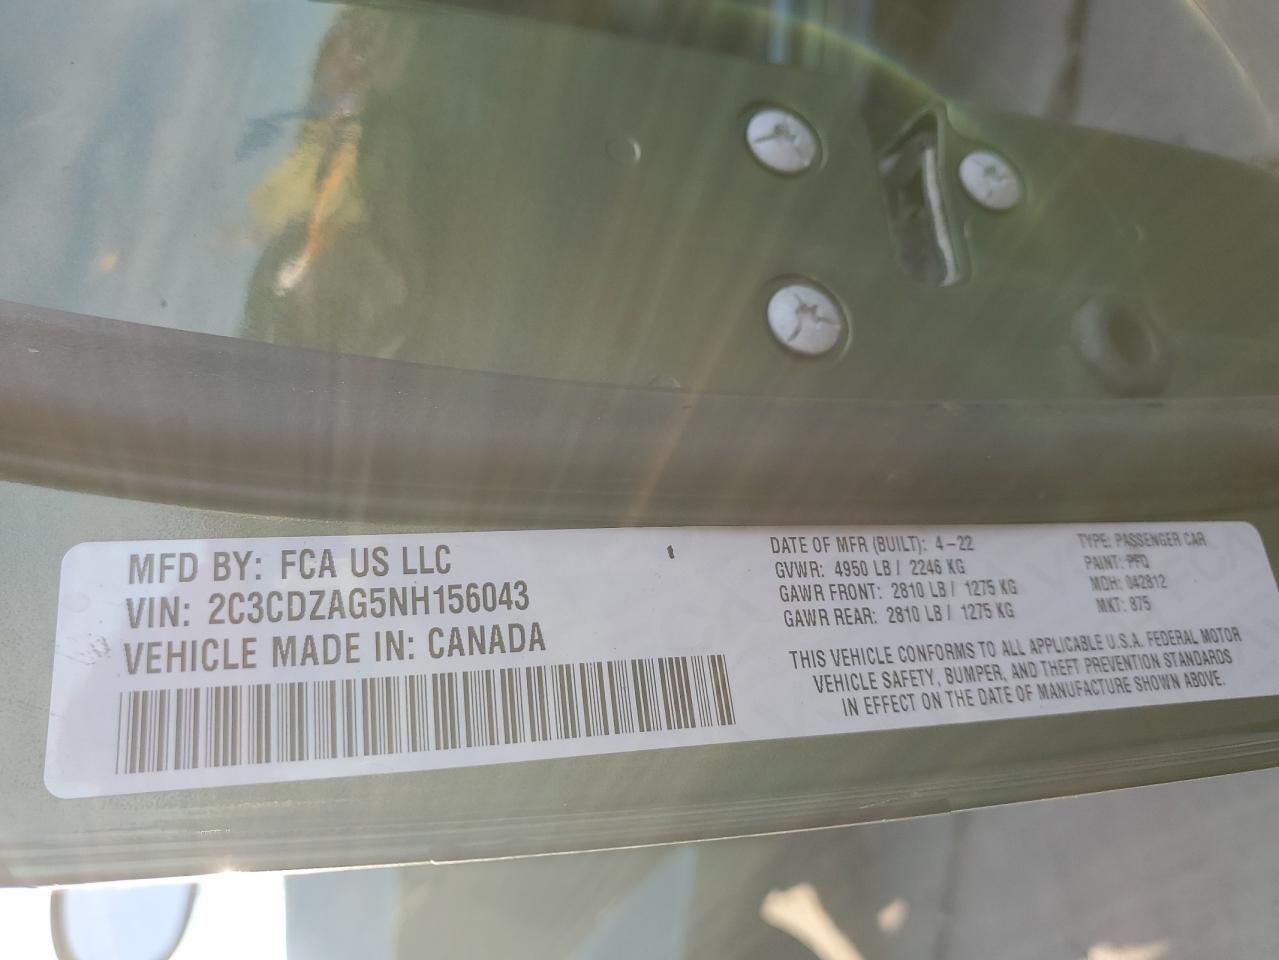 MFD BY: FCA US LLC
VIN: 2C3CDZAG5NH156043
VEHICLE MADE IN: CANADA
DATE OF MFR (BUILT): 4-22
GVWR: 4950 LB / 2246 KG
GAWR FRONT: 2810 LB / 1275 KG
GAWR REAR: 2810 LB / 1275 KG
TYPE: PASSENGER CAR
PAINT: PFQ
MDH: 042812
MKT: 875
THIS VEHICLE CONFORMS TO ALL APPLICABLE U.S.A. FEDERAL MOTOR
VEHICLE SAFETY, BUMPER, AND THEFT PREVENTION STANDARDS
IN EFFECT ON THE DATE OF MANUFACTURE SHOWN ABOVE.